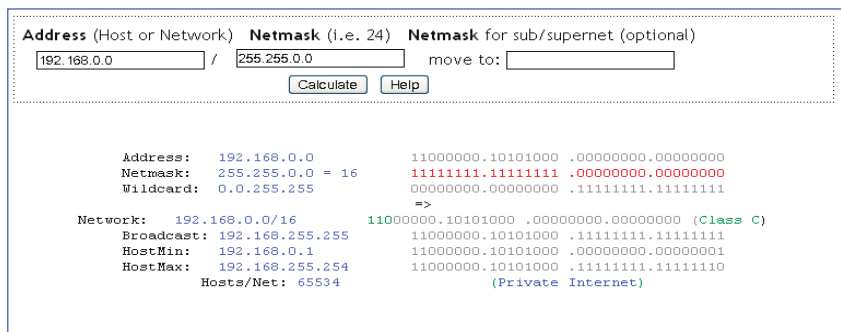 Address (Host or Network) Netmask (i.e. 24) Netmask for sub/supernet (optional)
192.168.0.0 / 255.255.0.0 move to:
Calculate Help
Address: 192.168.0.0 11000000.10101000 .00000000.00000000
Netmask: 255.255.0.0 = 16 11111111.11111111 .00000000.00000000
Wildcard: 0.0.255.255 00000000.00000000 .11111111.11111111
=>
Network: 192.168.0.0/16 11000000.10101000 .00000000.00000000 (Class C)
Broadcast: 192.168.255.255 11000000.10101000 .11111111.11111111
HostMin: 192.168.0.1 11000000.10101000 .00000000.00000001
HostMax: 192.168.255.254 11000000.10101000 .11111111.11111110
Hosts/Net: 65534 (Private Internet)